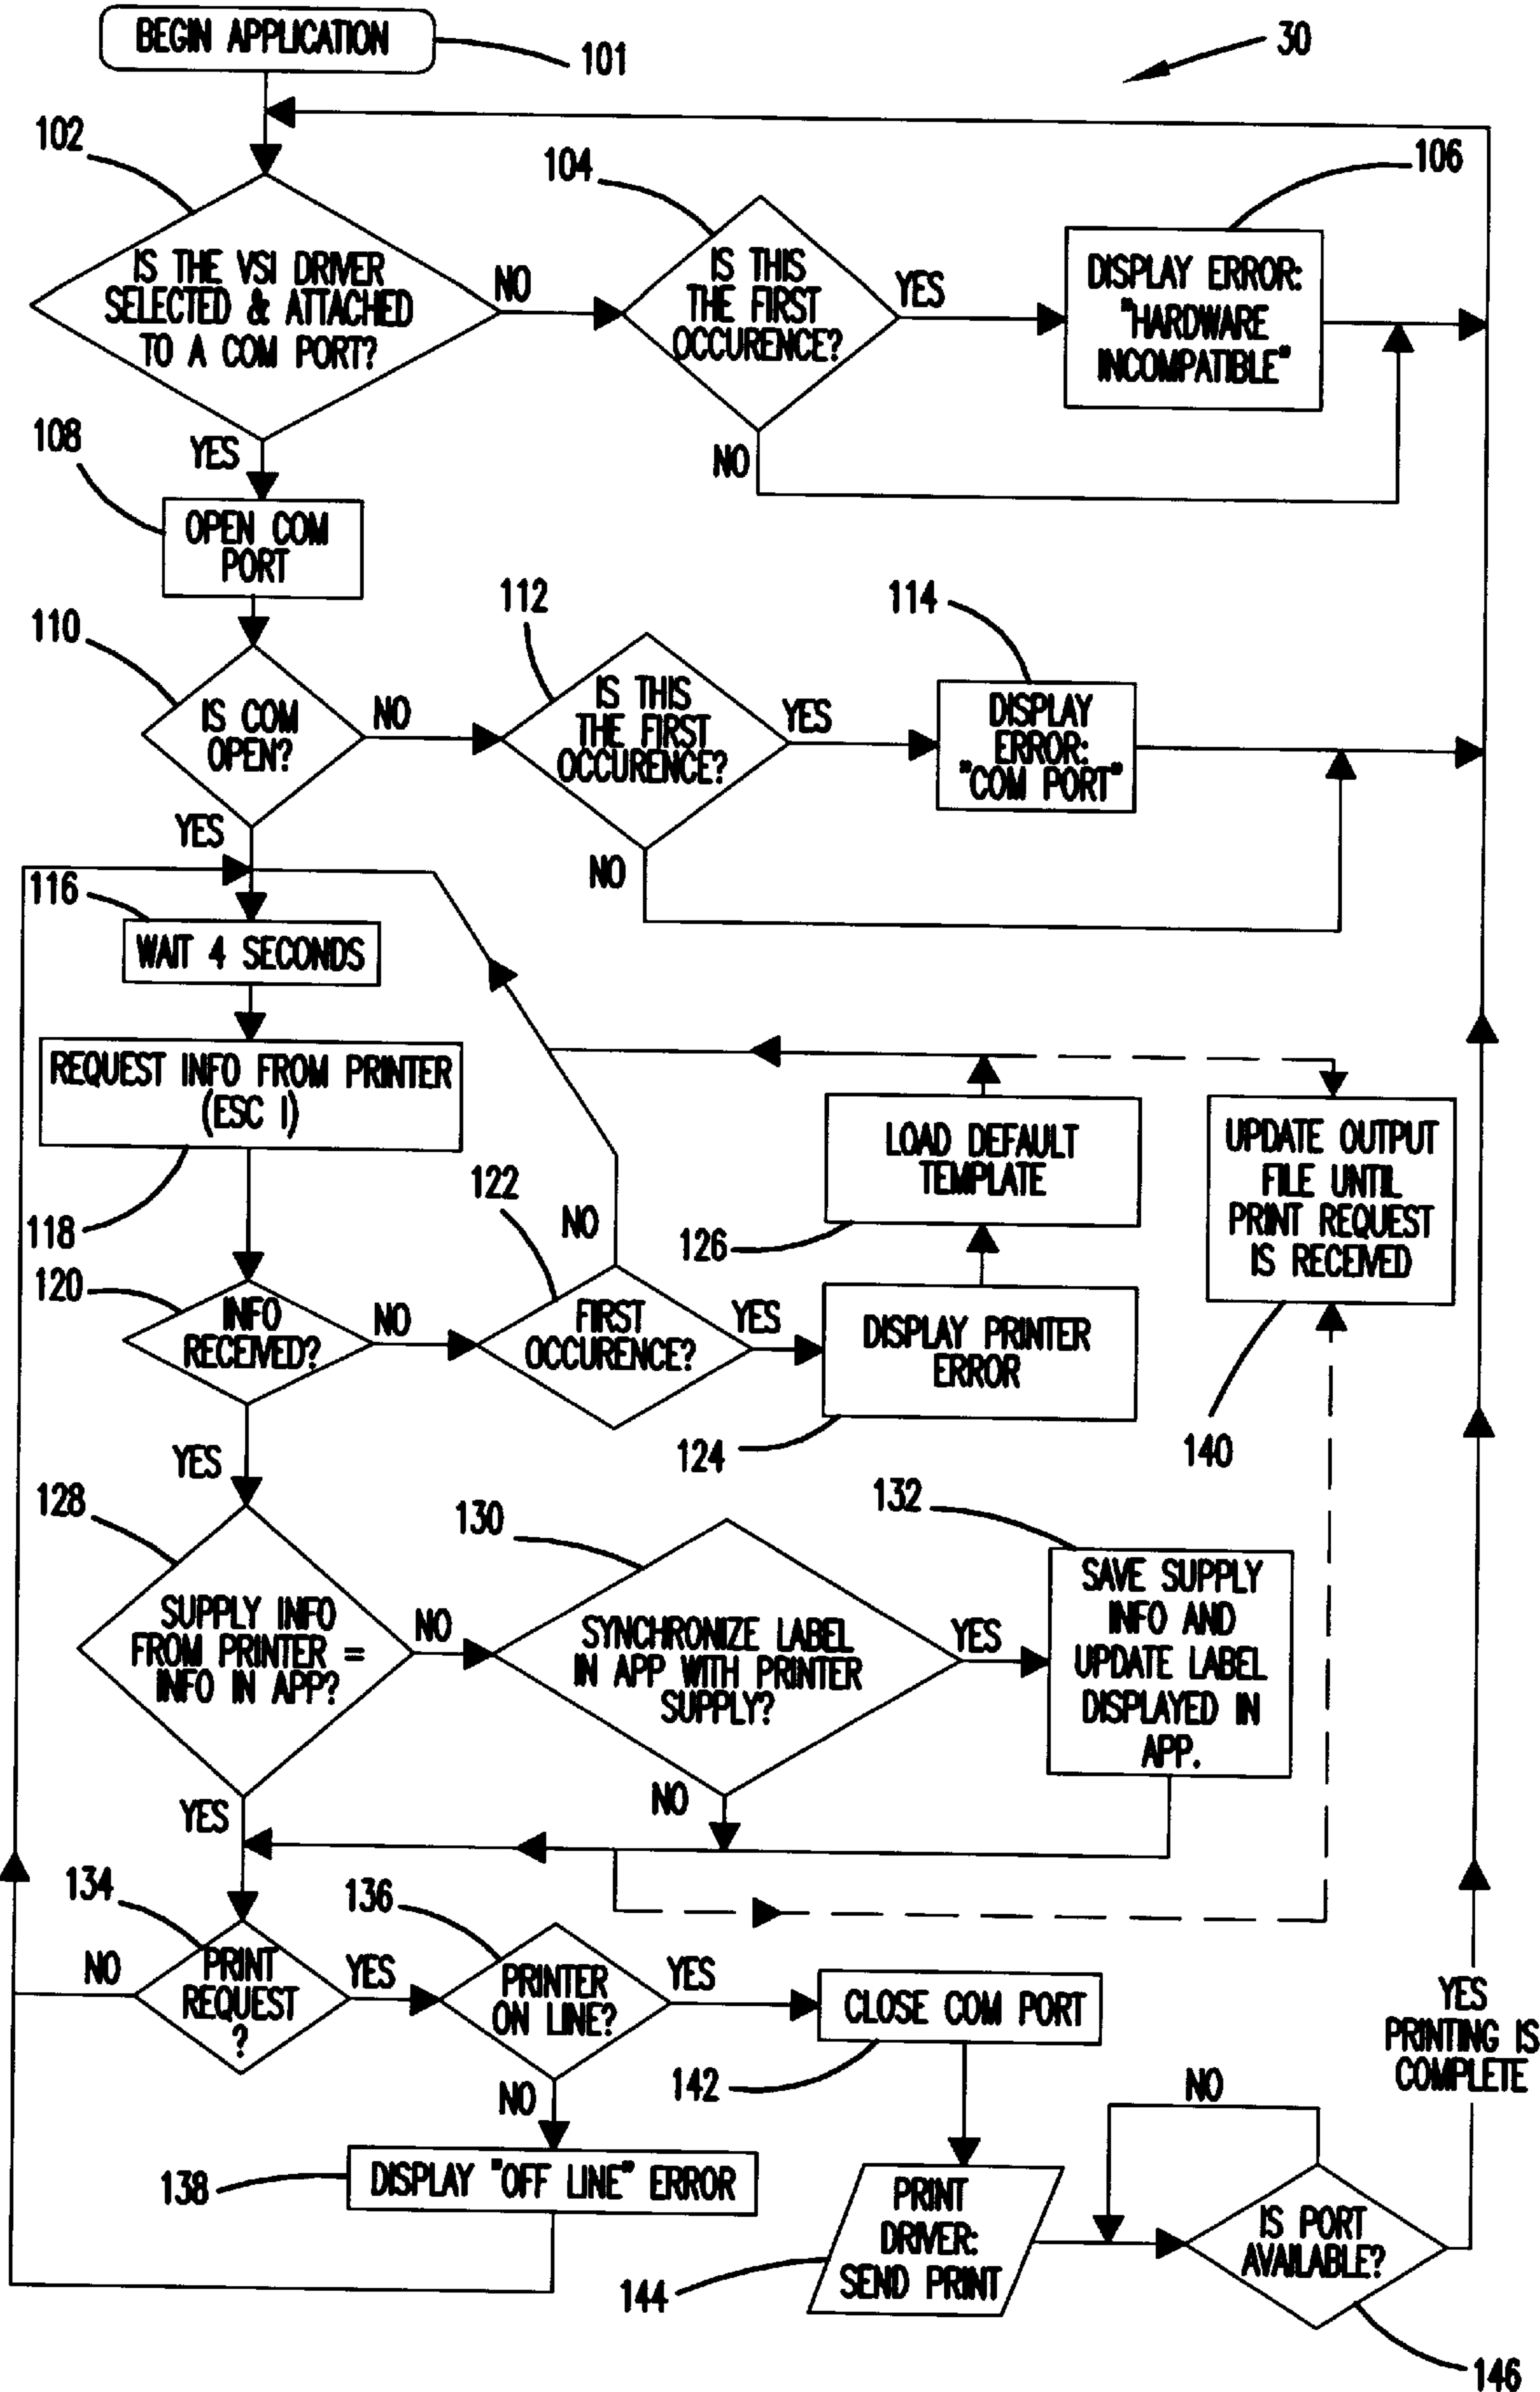 BEGIN APPLICATION
101
30
102
104
106
IS THE VSI DRIVER
SELECTED & ATTACHED
TO A COM PORT?
NO
IS THIS
THE FIRST
OCCURENCE?
YES
DISPLAY ERROR:
"HARDWARE
INCOMPATIBLE"
NO
YES
108
OPEN COM
PORT
110
112
114
IS COM
OPEN?
NO
IS THIS
THE FIRST
OCCURENCE?
YES
DISPLAY
ERROR:
"COM PORT"
YES
NO
116
WAIT 4 SECONDS
REQUEST INFO FROM PRINTER
(ESC I)
118
LOAD DEFAULT
TEMPLATE
126
UPDATE OUTPUT
FILE UNTIL
PRINT REQUEST
IS RECEIVED
140
120
122
NO
INFO
RECEIVED?
NO
FIRST
OCCURENCE?
YES
DISPLAY PRINTER
ERROR
124
YES
128
130
132
SUPPLY INFO
FROM PRINTER =
INFO IN APP?
NO
SYNCHRONIZE LABEL
IN APP WITH PRINTER
SUPPLY?
YES
SAVE SUPPLY
INFO AND
UPDATE LABEL
DISPLAYED IN
APP.
YES
NO
134
136
NO
PRINT
REQUEST
?
YES
PRINTER
ON LINE?
YES
CLOSE COM PORT
142
YES
PRINTING IS
COMPLETE
NO
DISPLAY "OFF LINE" ERROR
138
PRINT
DRIVER:
SEND PRINT
144
NO
IS PORT
AVAILABLE?
146